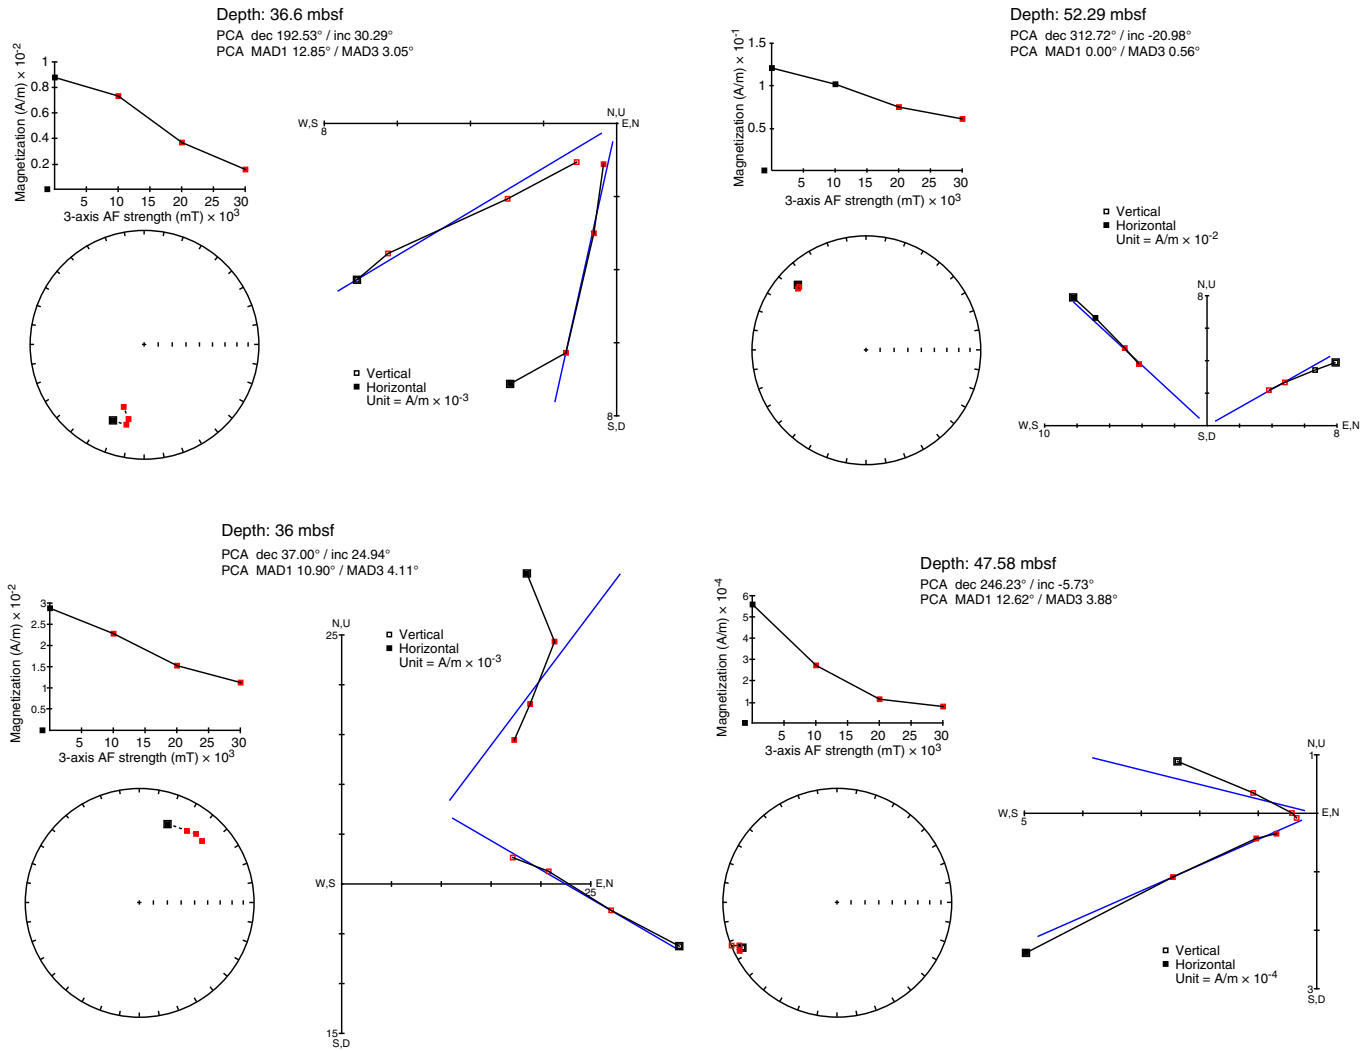 Depth: 36.6 mbsf
PCA dec 192.53° / inc 30.29°
PCA MAD1 12.85° / MAD3 3.05°
Magnetization (A/m) × 10-2
1
0.8
0.6
0.4
0.2
5 10 15 20 25 30
3-axis AF strength (mT) × 103
N,U
W,S
E,N
8
Vertical
Horizontal
Unit = A/m × 10-3
8
S,D
Depth: 52.29 mbsf
PCA dec 312.72° / inc -20.98°
PCA MAD1 0.00° / MAD3 0.56°
Magnetization (A/m) × 10-1
1.5
1
0.5
5 10 15 20 25 30
3-axis AF strength (mT) × 103
Vertical
Horizontal
Unit = A/m × 10-2
N,U
8
W,S
E,N
10
S,D
8
Depth: 36 mbsf
PCA dec 37.00° / inc 24.94°
PCA MAD1 10.90° / MAD3 4.11°
Magnetization (A/m) × 10-2
3
2.5
2
1.5
1
0.5
5 10 15 20 25 30
3-axis AF strength (mT) × 103
N,U
25
Vertical
Horizontal
Unit = A/m × 10-3
W,S
E,N
25
15
S,D
Depth: 47.58 mbsf
PCA dec 246.23° / inc -5.73°
PCA MAD1 12.62° / MAD3 3.88°
Magnetization (A/m) × 10-4
6
5
4
3
2
1
5 10 15 20 25 30
3-axis AF strength (mT) × 103
N,U
1
W,S
E,N
5
Vertical
Horizontal
Unit = A/m × 10-4
3
S,D